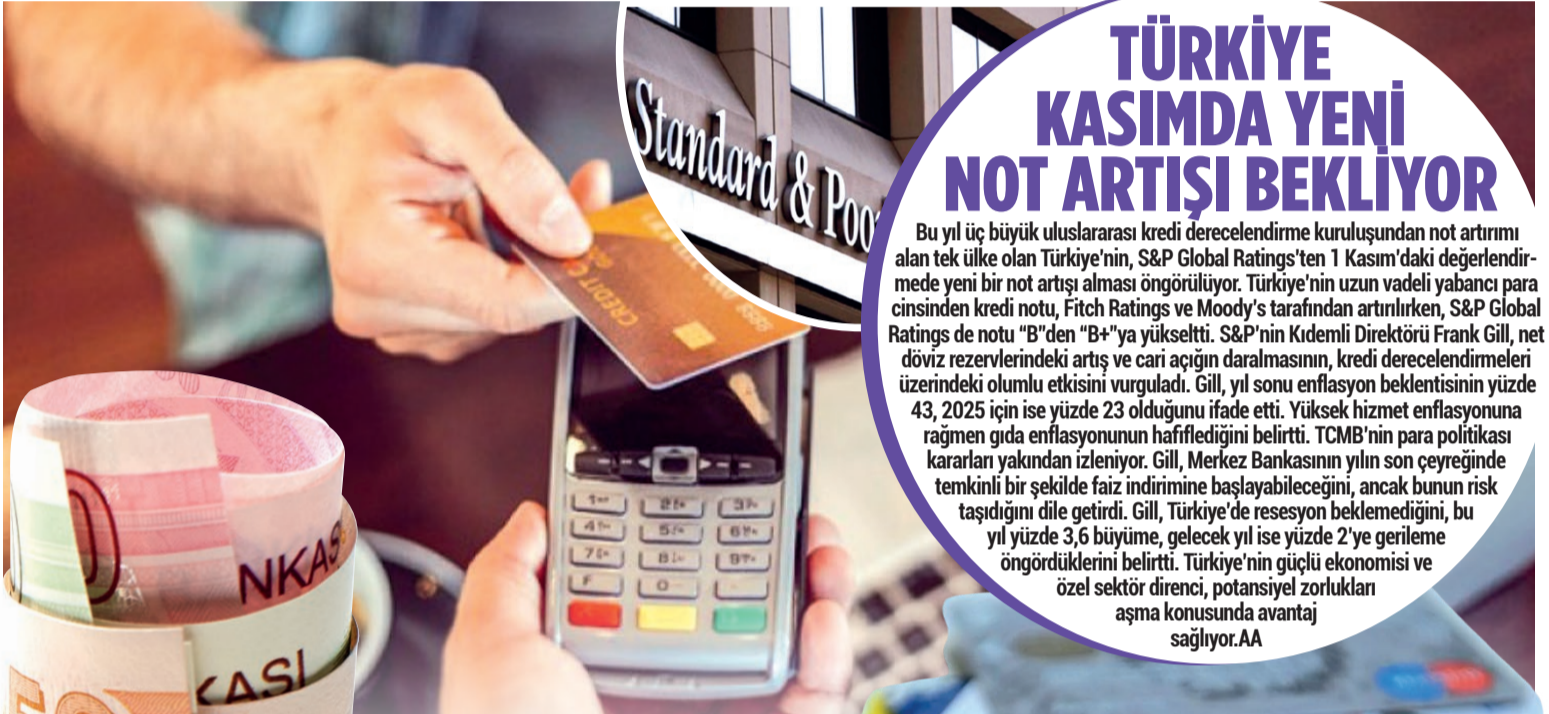 Standard & Poo
TÜRKİYE
KASIMDA YENİ
NOT ARTIŞI BEKLİYOR
Bu yıl üç büyük uluslararası kredi derecelendirme kuruluşundan not artırımı
alan tek ülke olan Türkiye’nin, S&P Global Ratings’ten 1 Kasım’daki değerlendir-
mede yeni bir not artışı alması öngörülüyor. Türkiye’nin uzun vadeli yabancı para
cinsinden kredi notu, Fitch Ratings ve Moody’s tarafından artırılırken, S&P Global
Ratings de notu “B”den “B+”ya yükseltti. S&P’nin Kıdemli Direktörü Frank Gill, net
döviz rezervlerindeki artış ve cari açığın daralmasının, kredi derecelendirmeleri
üzerindeki olumlu etkisini vurguladı. Gill, yıl sonu enflasyon beklentisinin yüzde
43, 2025 için ise yüzde 23 olduğunu ifade etti. Yüksek hizmet enflasyonuna
rağmen gıda enflasyonunun hafiflediğini belirtti. TCMB’nin para politikası
kararları yakından izleniyor. Gill, Merkez Bankasının yılın son çeyreğinde
temkinli bir şekilde faiz indirimine başlayabileceğini, ancak bunun risk
taşıdığını dile getirdi. Gill, Türkiye’de resesyon beklemediğini, bu
yıl yüzde 3,6 büyüme, gelecek yıl ise yüzde 2’ye gerileme
öngördüklerini belirtti. Türkiye’nin güçlü ekonomisi ve
özel sektör direnci, potansiyel zorlukları
aşma konusunda avantaj
sağlıyor.AA
CREDIT
NKAS
KASI